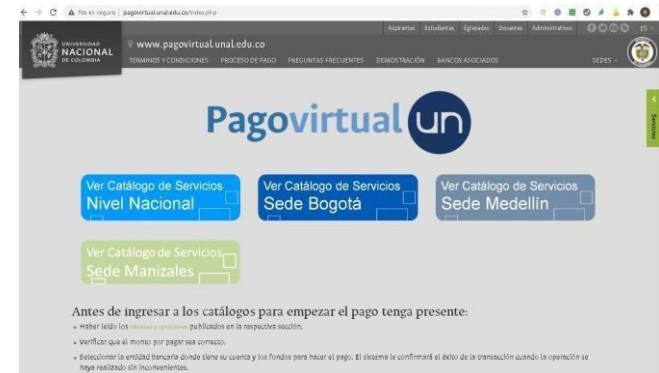 No es seguro | pagovirtual.unal.edu.co/index.php
Aspirantes Estudiantes Egresados Docentes Administrativos ES
UNIVERSIDAD
NACIONAL
DE COLOMBIA
www.pagovirtual.unal.edu.co
TERMINOS Y CONDICIONES PROCESO DE PAGO PREGUNTAS FRECUENTES DEMOSTRACIÓN BANCOS ASOCIADOS SEDES
Pagovirtual un
Servicios
Ver Catálogo de Servicios
Nivel Nacional
Ver Catálogo de Servicios
Sede Bogotá
Ver Catálogo de Servicios
Sede Medellín
Ver Catálogo de Servicios
Sede Manizales
Antes de ingresar a los catálogos para empezar el pago tenga presente:
Haber leído los términos y condiciones publicados en la respectiva sección.
Verificar que el monto por pagar sea correcto.
Seleccionar la entidad bancaria donde tiene su cuenta y los fondos para hacer el pago. El sistema le confirmará el éxito de la transacción cuando la operación se
haya realizado sin inconvenientes.